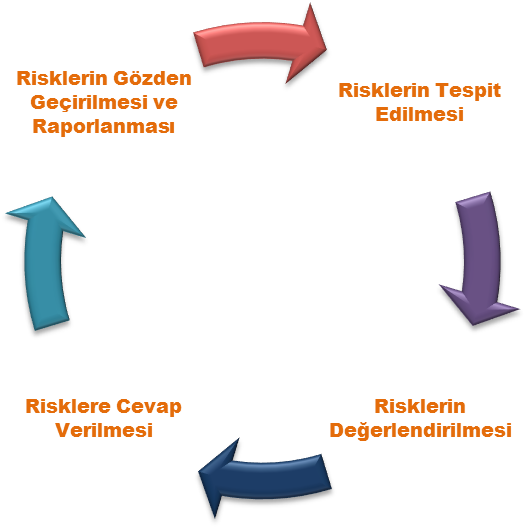 Risklerin Gözden
Geçirilmesi ve
Raporlanması
Risklerin Tespit
Edilmesi
Risklere Cevap
Verilmesi
Risklerin
Değerlendirilmesi